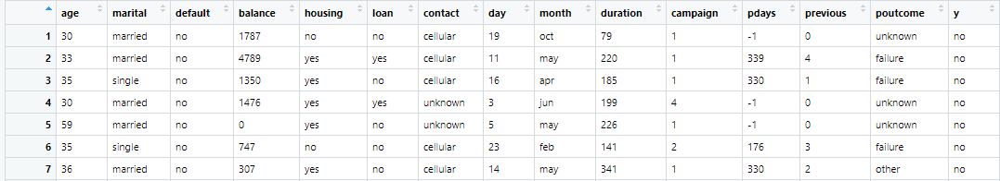 age marital default balance housing loan contact day month duration campaign pdays previous poutcome y
1 30 married no 1787 no no cellular 19 oct 79 1 -1 0 unknown no
2 33 married no 4789 yes yes cellular 11 may 220 1 339 4 failure no
3 35 single no 1350 yes no cellular 16 apr 185 1 330 1 failure no
4 30 married no 1476 yes yes unknown 3 jun 199 4 -1 0 unknown no
5 59 married no 0 yes no unknown 5 may 226 1 -1 0 unknown no
6 35 single no 747 no no cellular 23 feb 141 2 176 3 failure no
7 36 married no 307 yes no cellular 14 may 341 1 330 2 other no